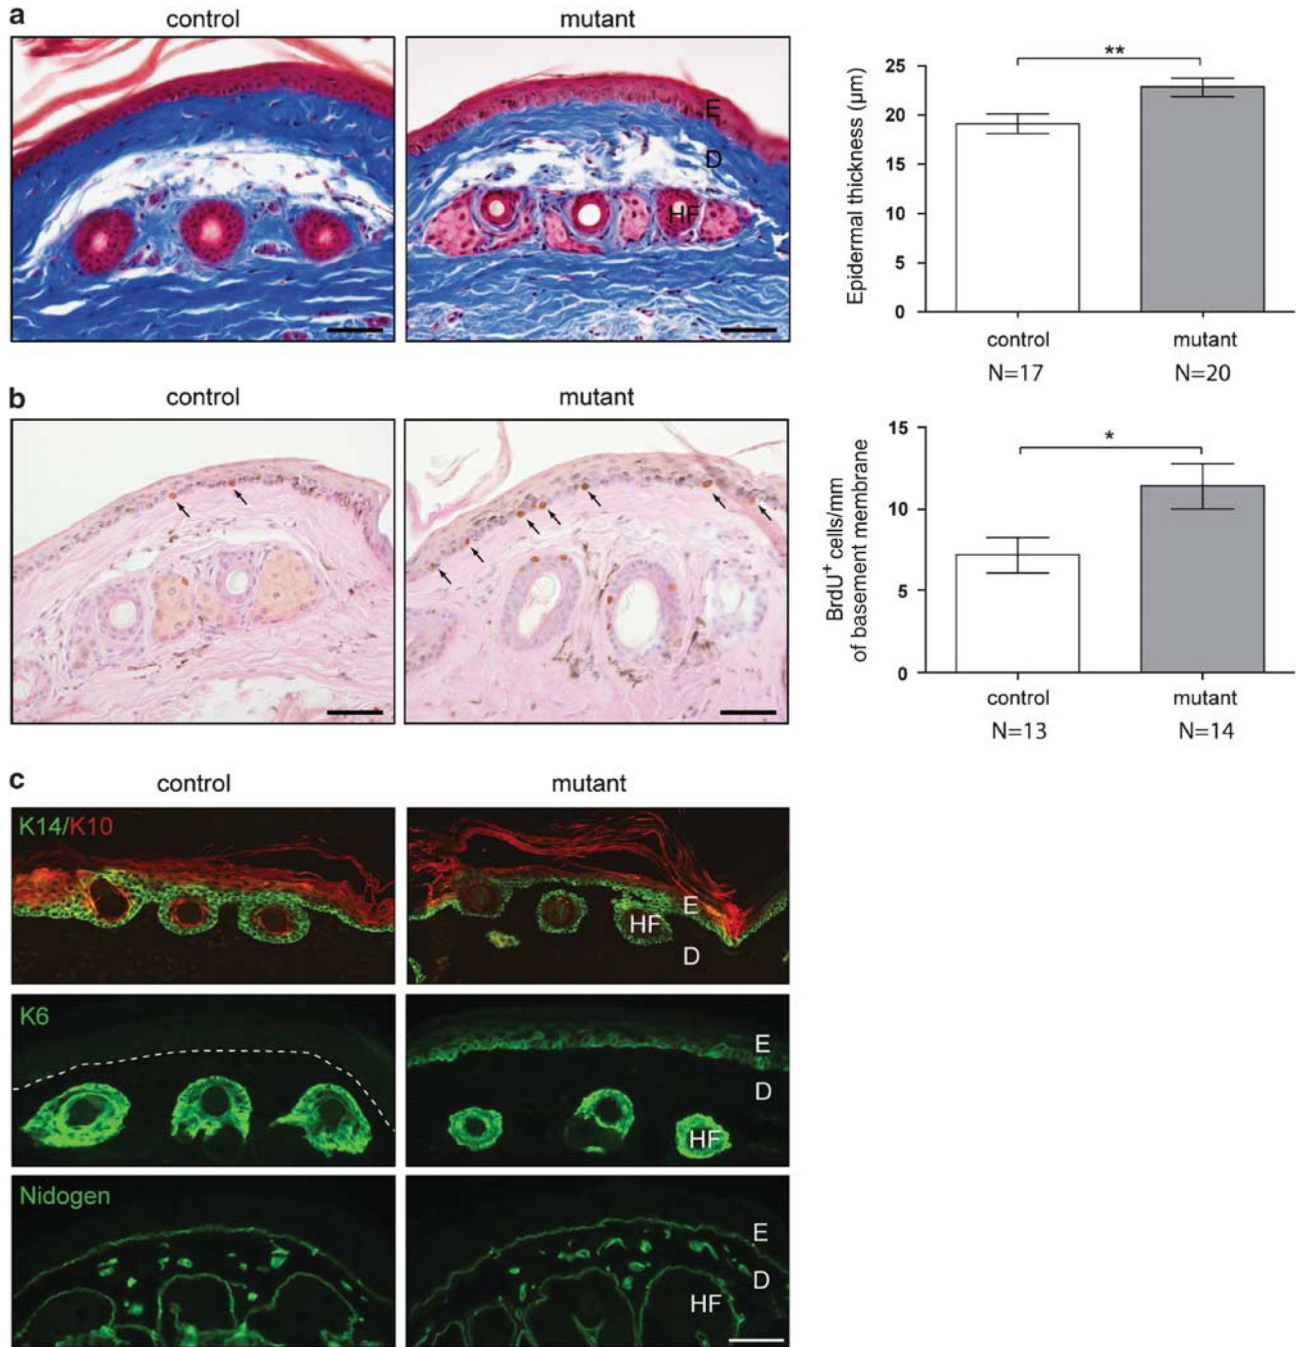 a
control
mutant
E
D
HF
**
Epidermal thickness (µm)
25
20
15
10
5
0
control
mutant
N=17
N=20
b
control
mutant
*
BrdU⁺ cells/mm
of basement membrane
15
10
5
0
control
mutant
N=13
N=14
c
control
mutant
K14/K10
E
HF
D
K6
E
D
HF
Nidogen
E
D
HF